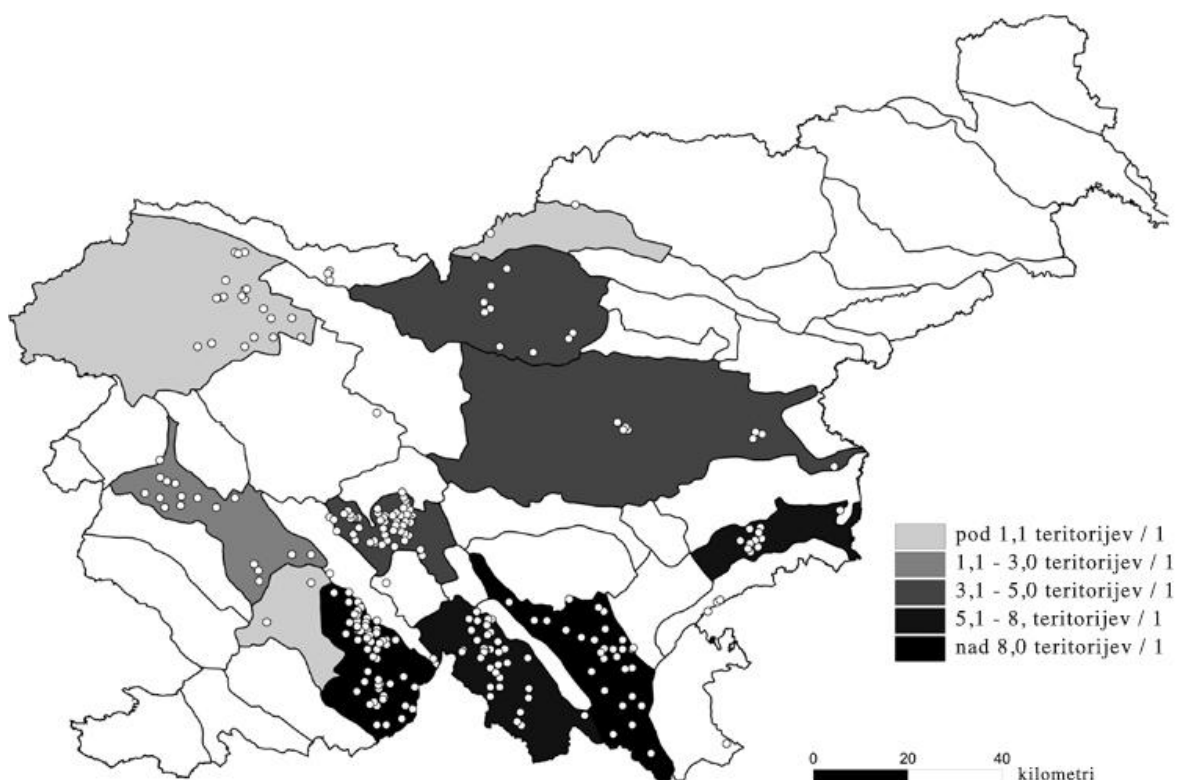 pod 1,1 teritorijev / 1
1,1 - 3,0 teritorijev / 1
3,1 - 5,0 teritorijev / 1
5,1 - 8, teritorijev / 1
nad 8,0 teritorijev / 1
0 20 40
kilometri